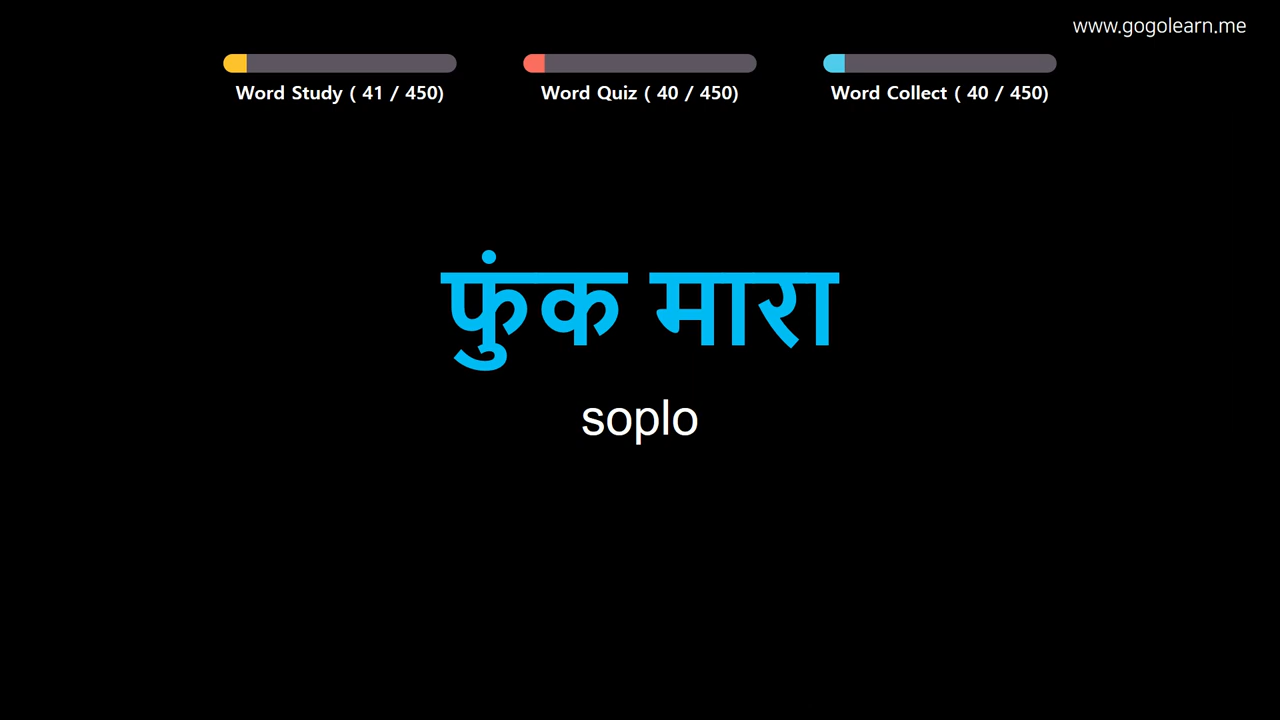 www.gogolearn.me
Word Study ( 41 / 450)
Word Quiz ( 40 / 450)
Word Collect ( 40 / 450)
फुंक मारा
soplo